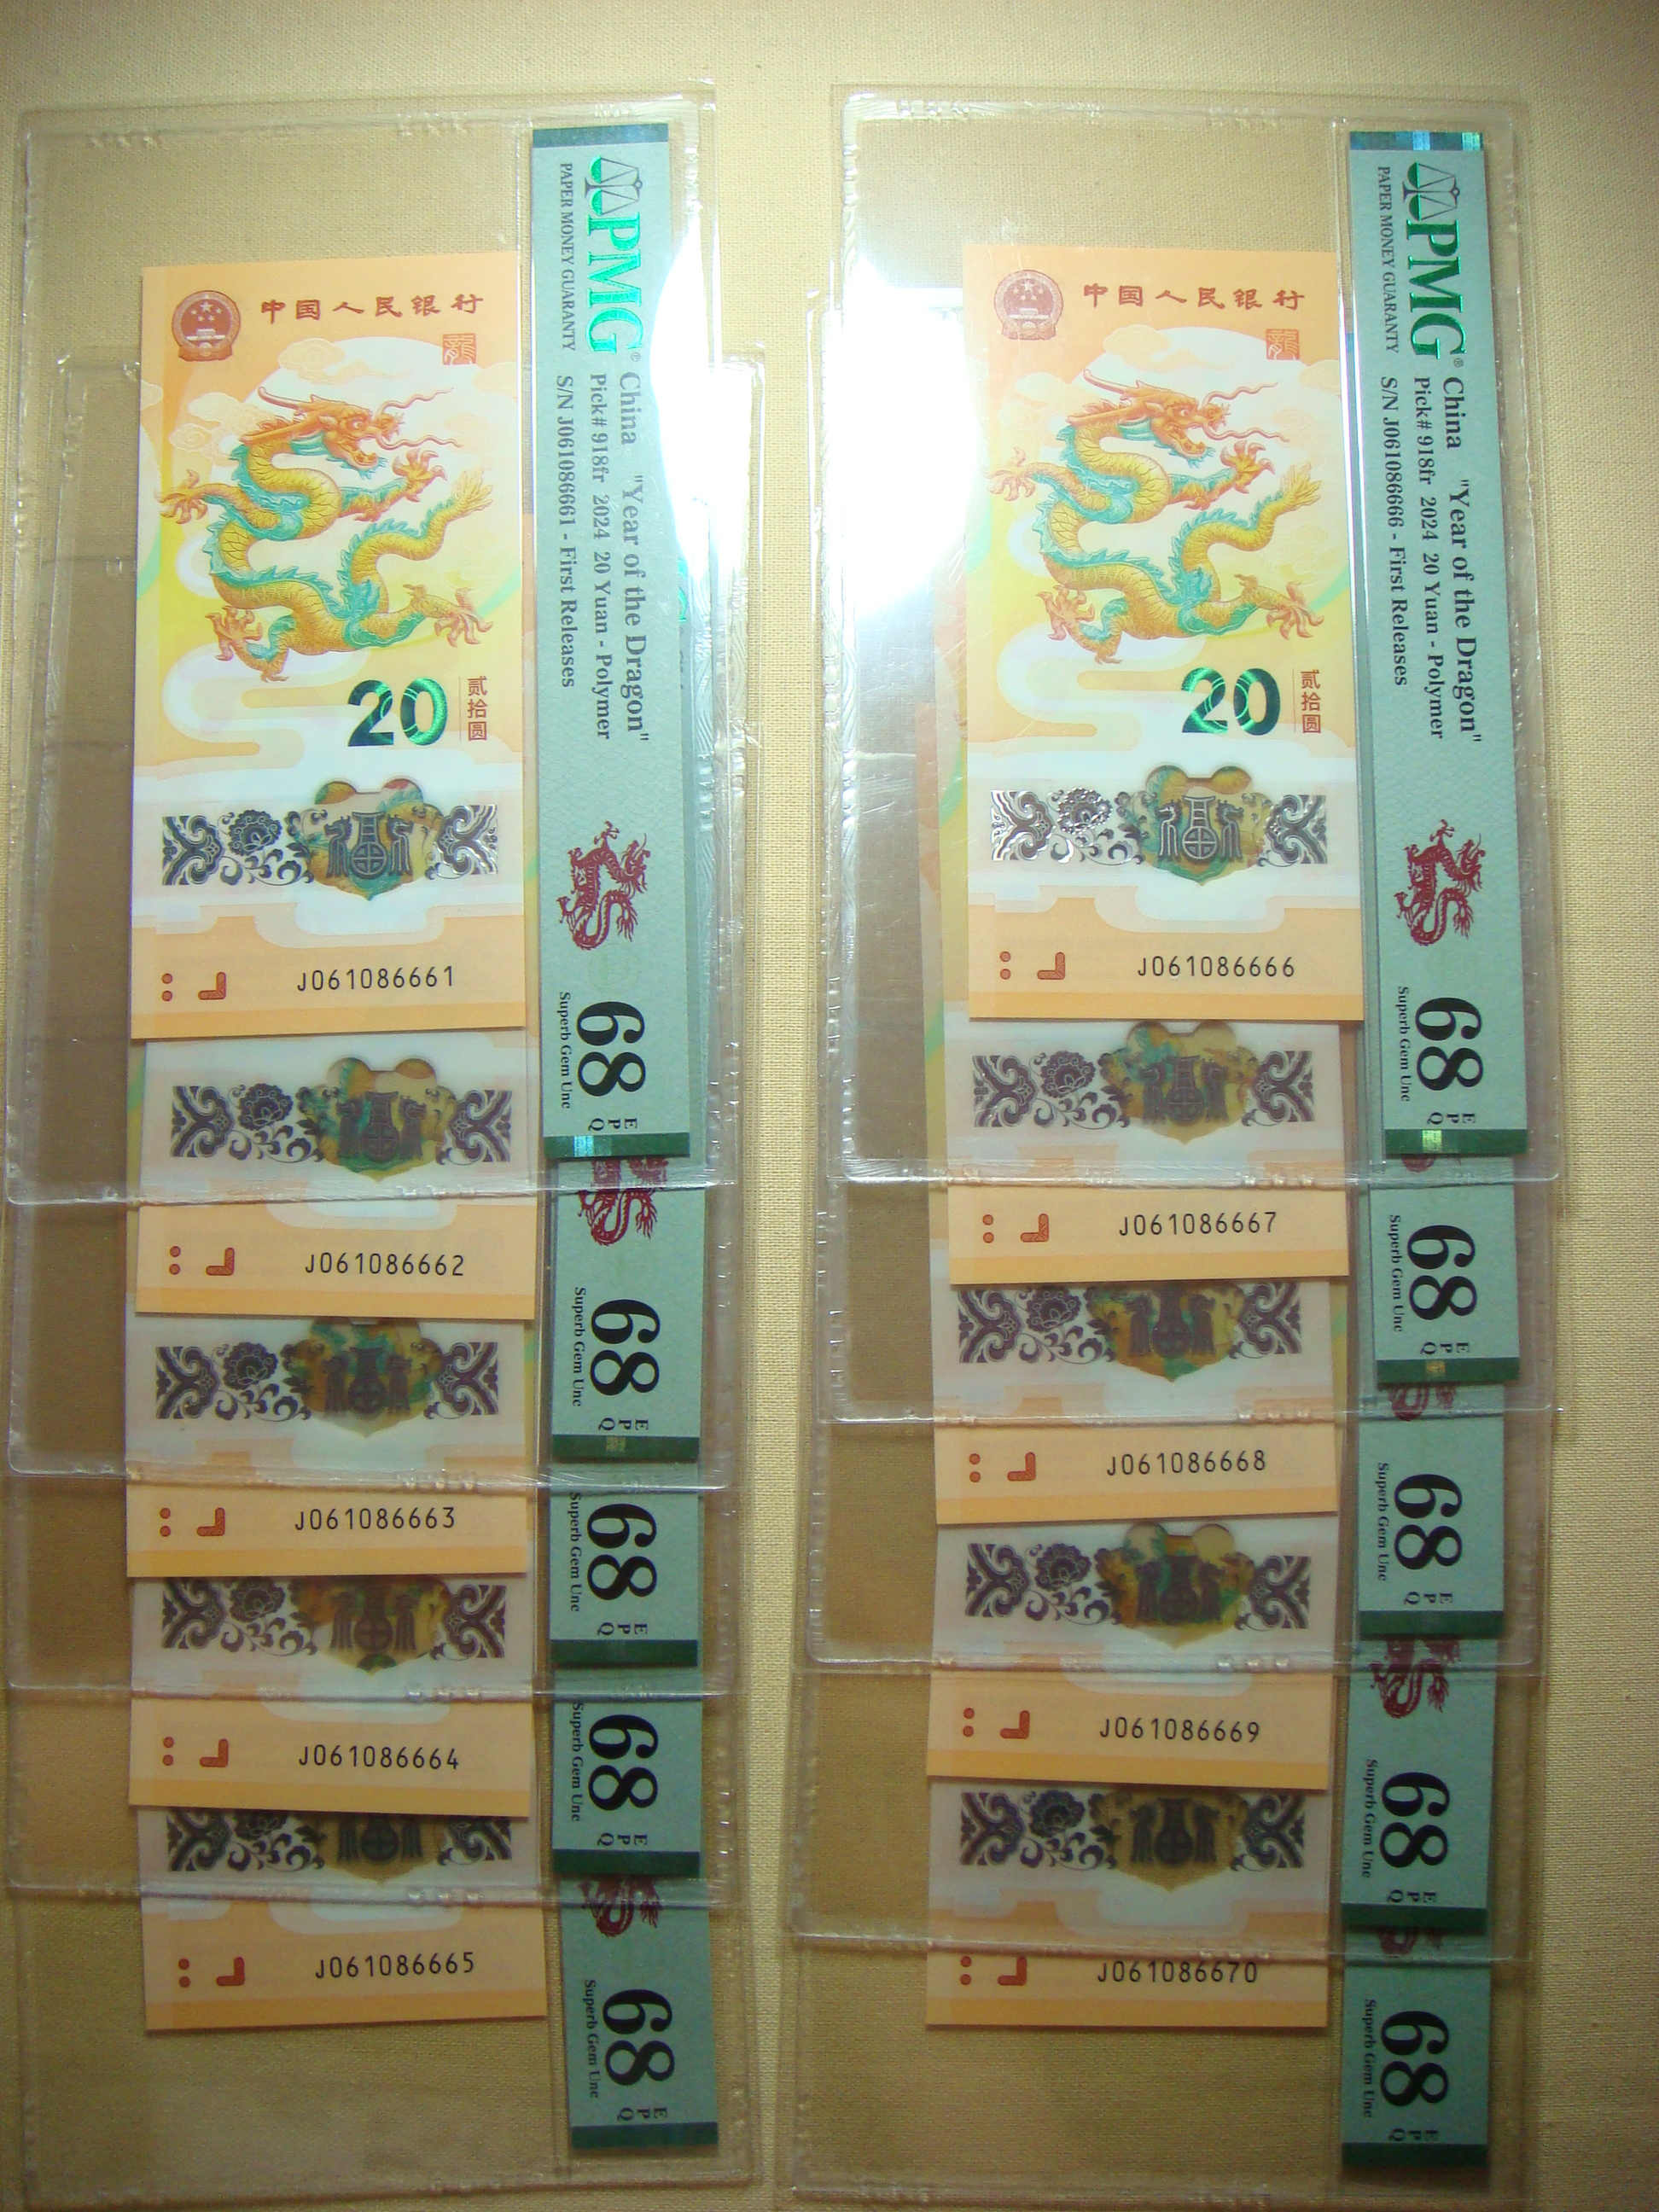 中国人民银行
龍
20
贰拾圆
J061086661
PMG®
PAPER MONEY GUARANTY
China "Year of the Dragon"
Pick# 918fr 2024 20 Yuan - Polymer
S/N J061086661 - First Releases
68
EPQ
Superb Gem Unc
J061086662
68
EPQ
Superb Gem Unc
J061086663
68
EPQ
Superb Gem Unc
J061086664
68
EPQ
Superb Gem Unc
J061086665
68
EPQ
Superb Gem Unc
中国人民银行
龍
20
贰拾圆
J061086666
PMG®
PAPER MONEY GUARANTY
China "Year of the Dragon"
Pick# 918fr 2024 20 Yuan - Polymer
S/N J061086666 - First Releases
68
EPQ
Superb Gem Unc
J061086667
68
EPQ
Superb Gem Unc
J061086668
68
EPQ
Superb Gem Unc
J061086669
68
EPQ
Superb Gem Unc
J061086670
68
EPQ
Superb Gem Unc